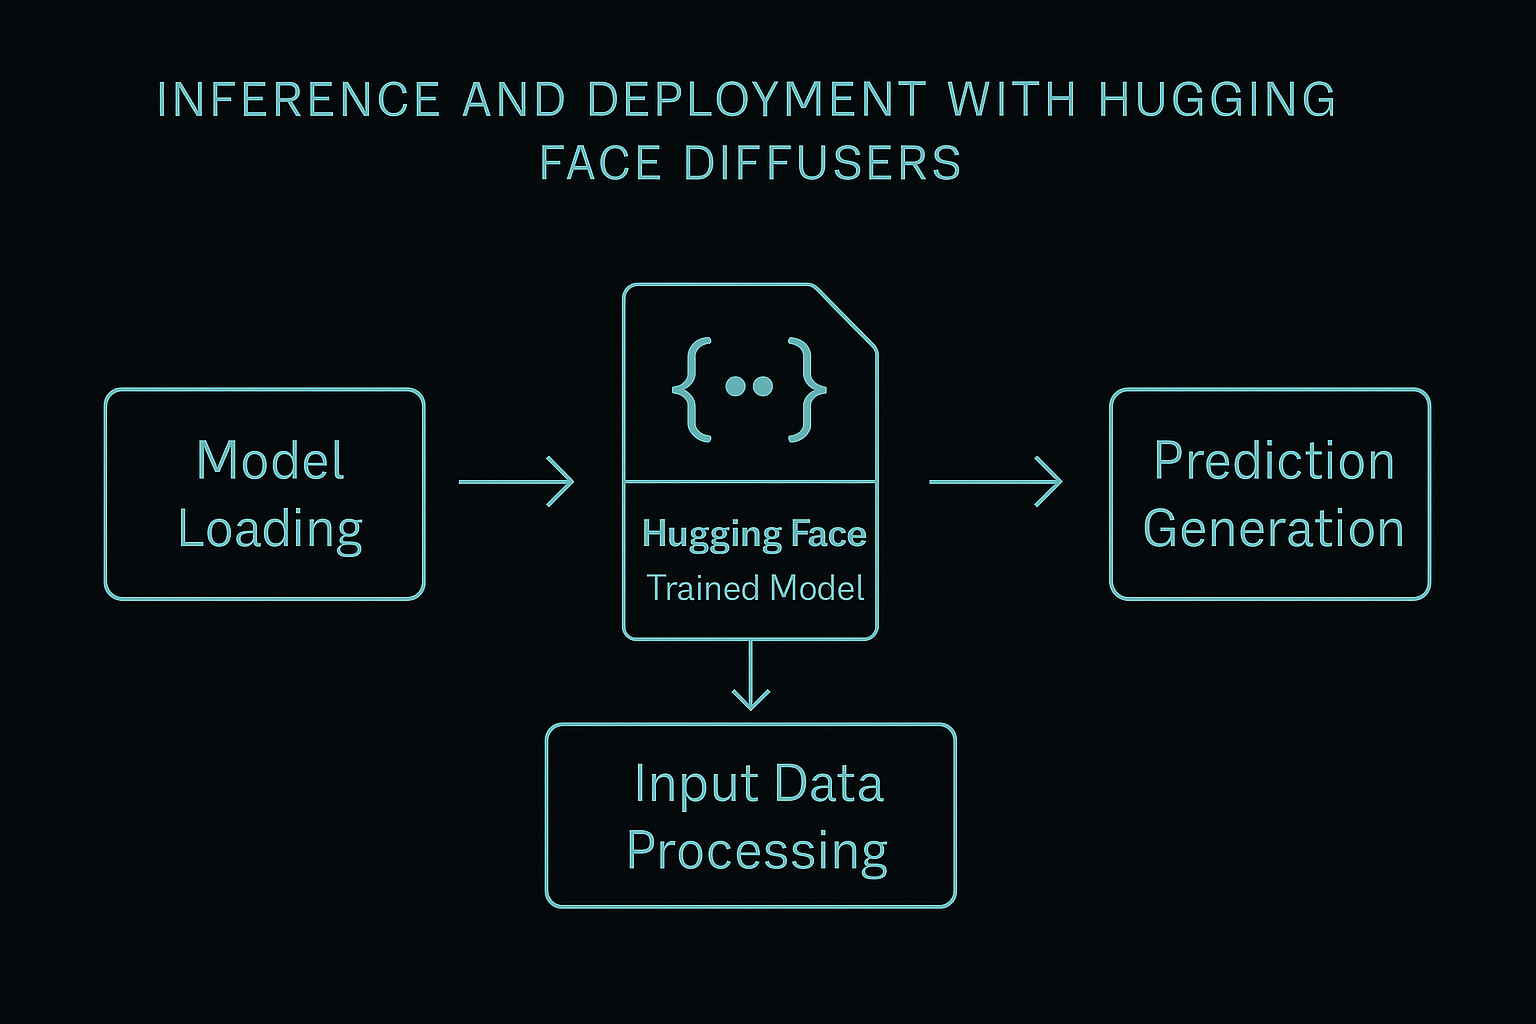 INFERENCE AND DEPLOYMENT WITH HUGGING
FACE DIFFUSERS
Model
Loading
{••}
Hugging Face
Trained Model
Prediction
Generation
Input Data
Processing